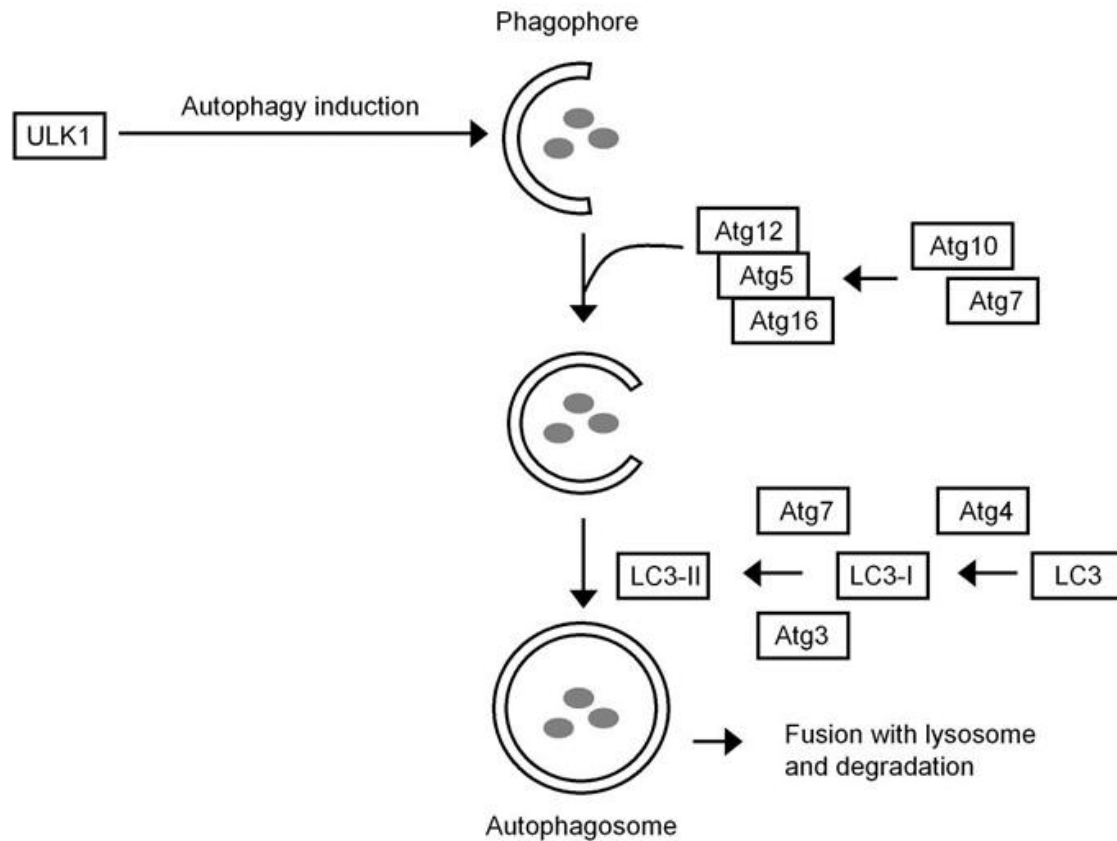 Phagophore
Autophagy induction
ULK1
Atg12
Atg10
Atg5
Atg7
Atg16
Atg7
Atg4
LC3-II
LC3-I
LC3
Atg3
Fusion with lysosome
and degradation
Autophagosome